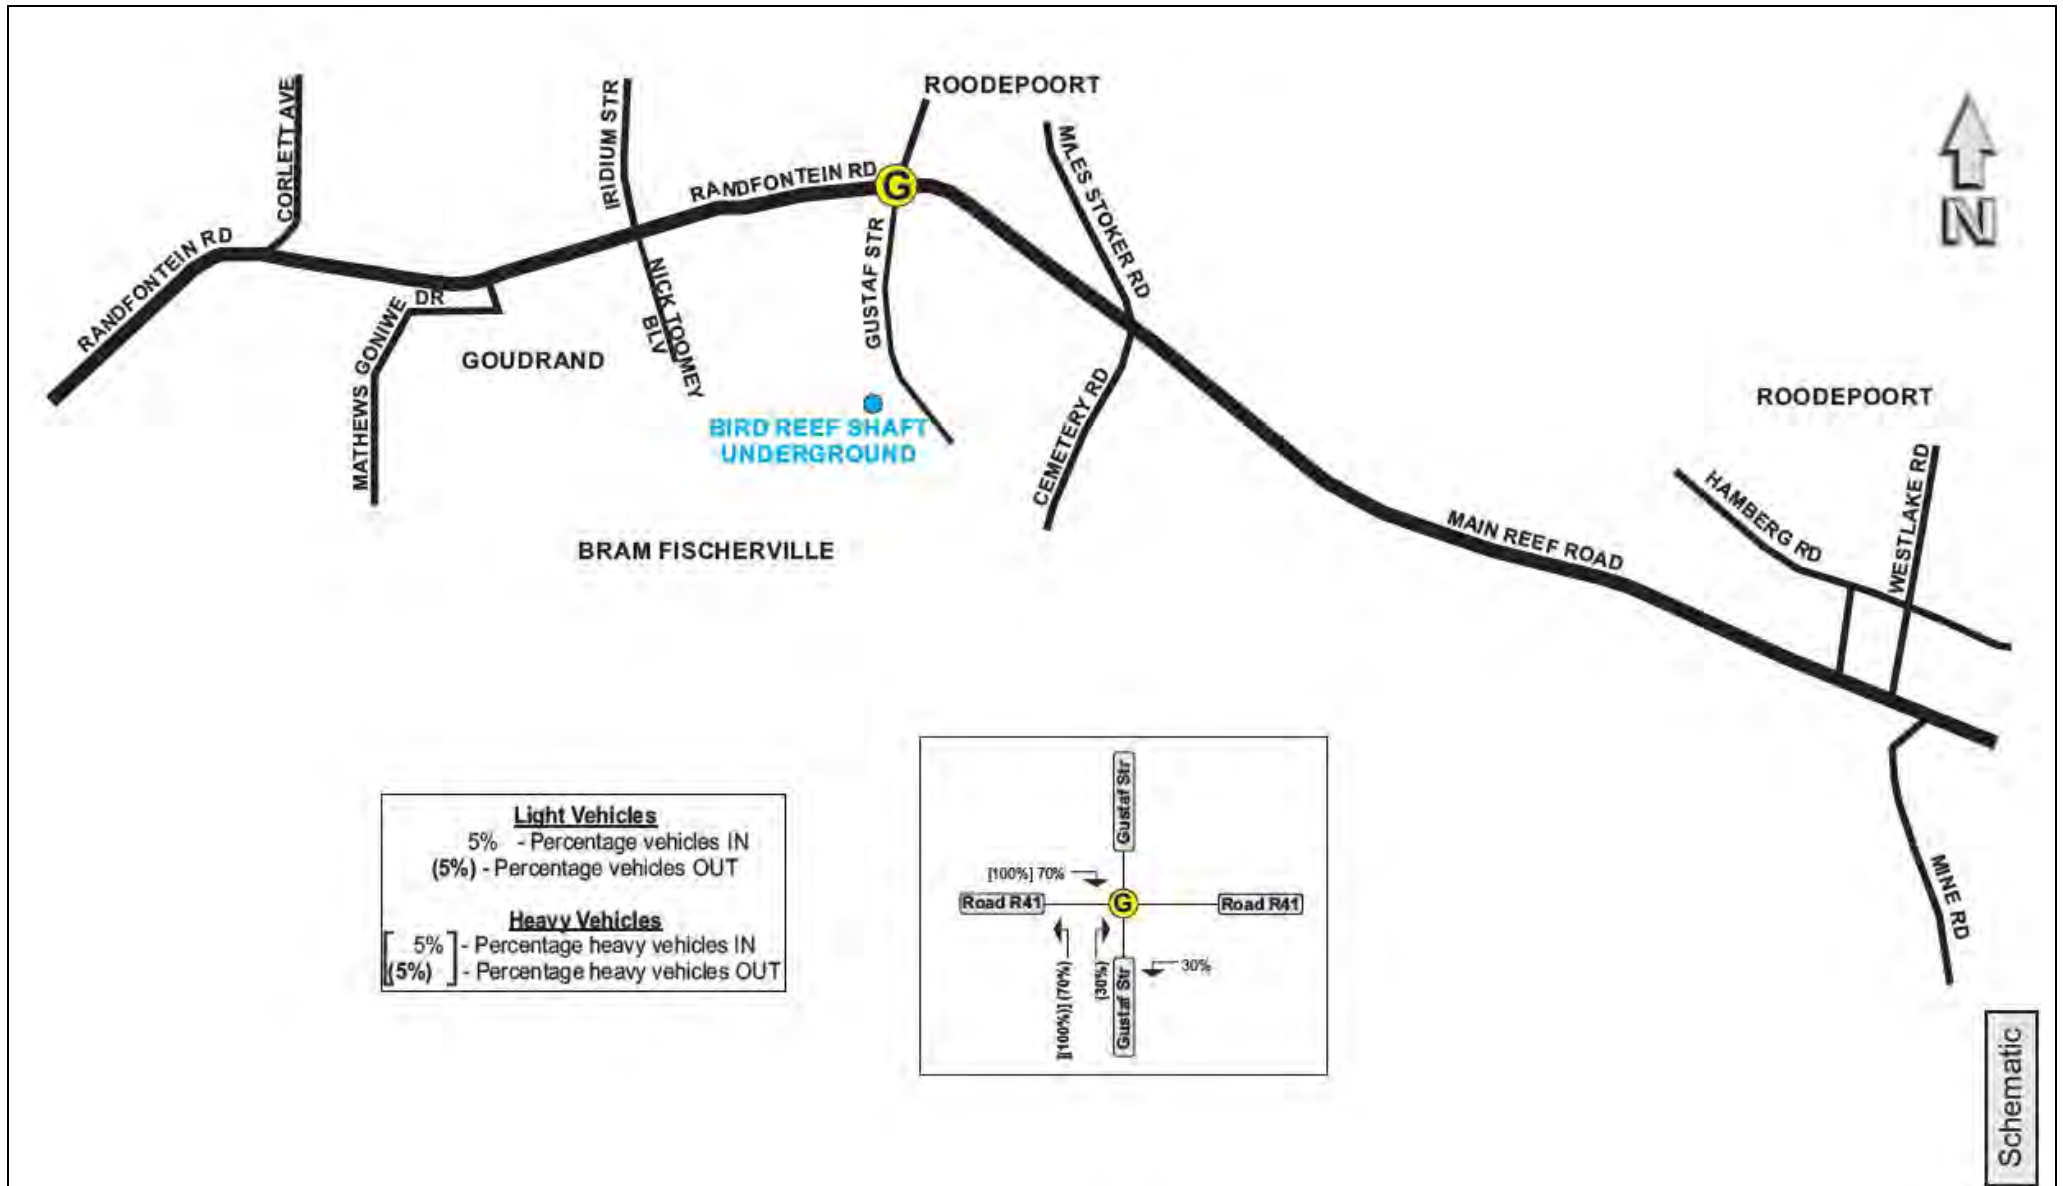 ROODEPOORT
CORLETT AVE
IRIDIUM STR
RANDFONTEIN RD
G
MILES STOKER RD
N
RANDFONTEIN RD
GUSTAF STR
MATHEWS GONIWE DR
NICK TOOMEY
BLV
GOUDRAND
BIRD REEF SHAFT
UNDERGROUND
CEMETERY RD
ROODEPOORT
BRAM FISCHERVILLE
MAIN REEF ROAD
HAMBERG RD
WESTLAKE RD
MINE RD
Light Vehicles
5% - Percentage vehicles IN
(5%) - Percentage vehicles OUT
Heavy Vehicles
[ 5% ] - Percentage heavy vehicles IN
[(5%) ] - Percentage heavy vehicles OUT
Gustaf Str
[100%] 70%
Road R41
G
Road R41
[(100%)] (70%)
(30%)
Gustaf Str
30%
Schematic